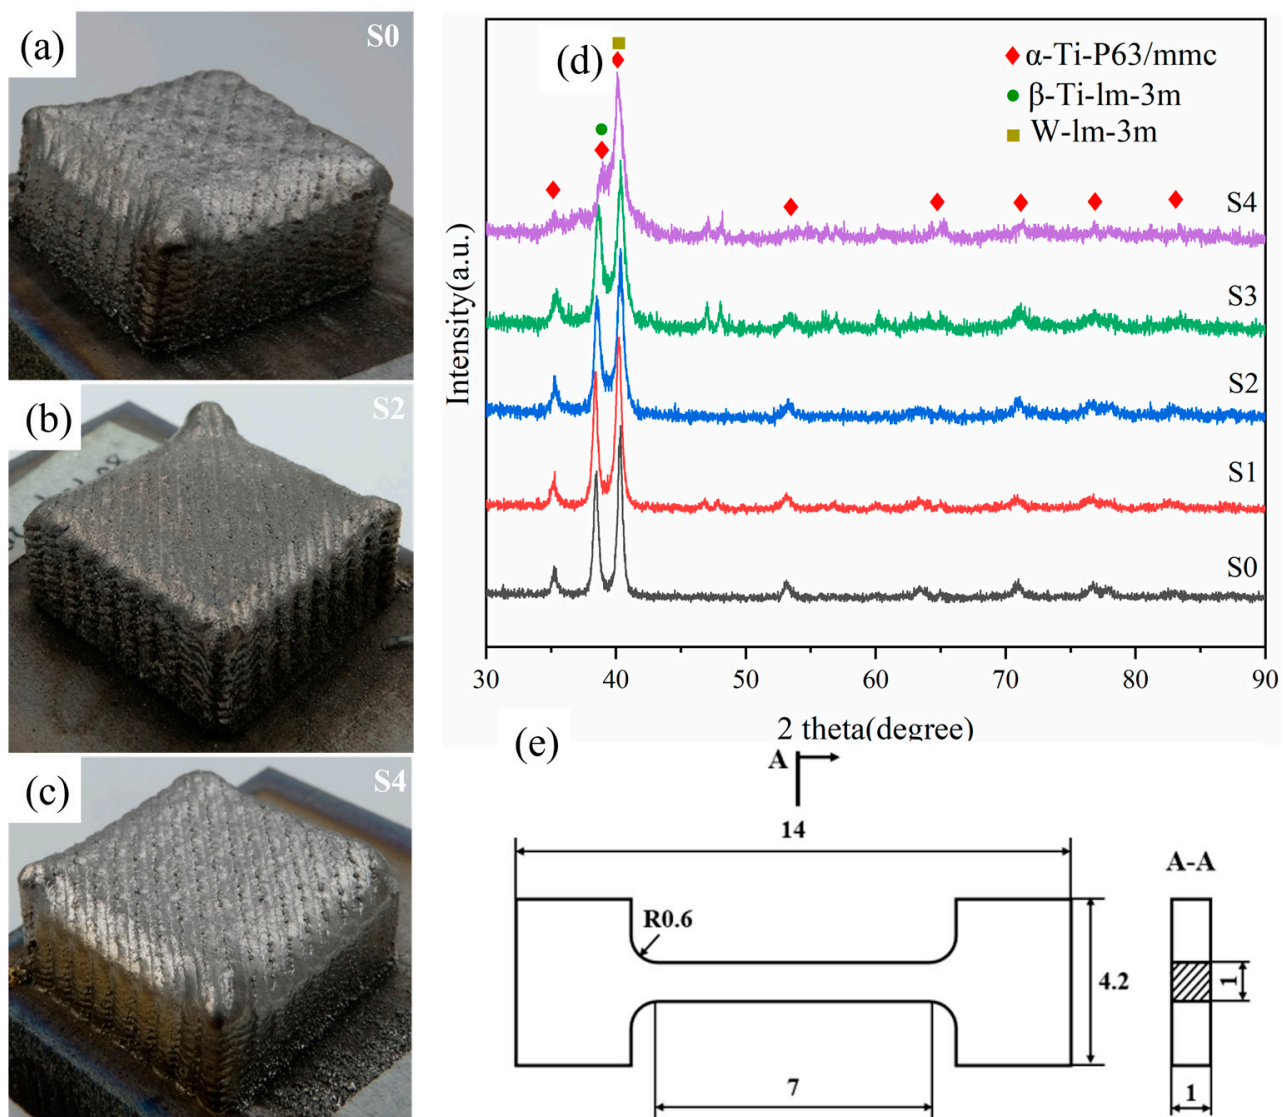 (a)
S0
(b)
S2
(c)
S4
(d)
α-Ti-P63/mmc
β-Ti-lm-3m
W-lm-3m
S4
S3
S2
S1
S0
Intensity(a.u.)
30 40 50 60 70 80 90
2 theta(degree)
(e)
A
14
A-A
R0.6
4.2
1
7
1